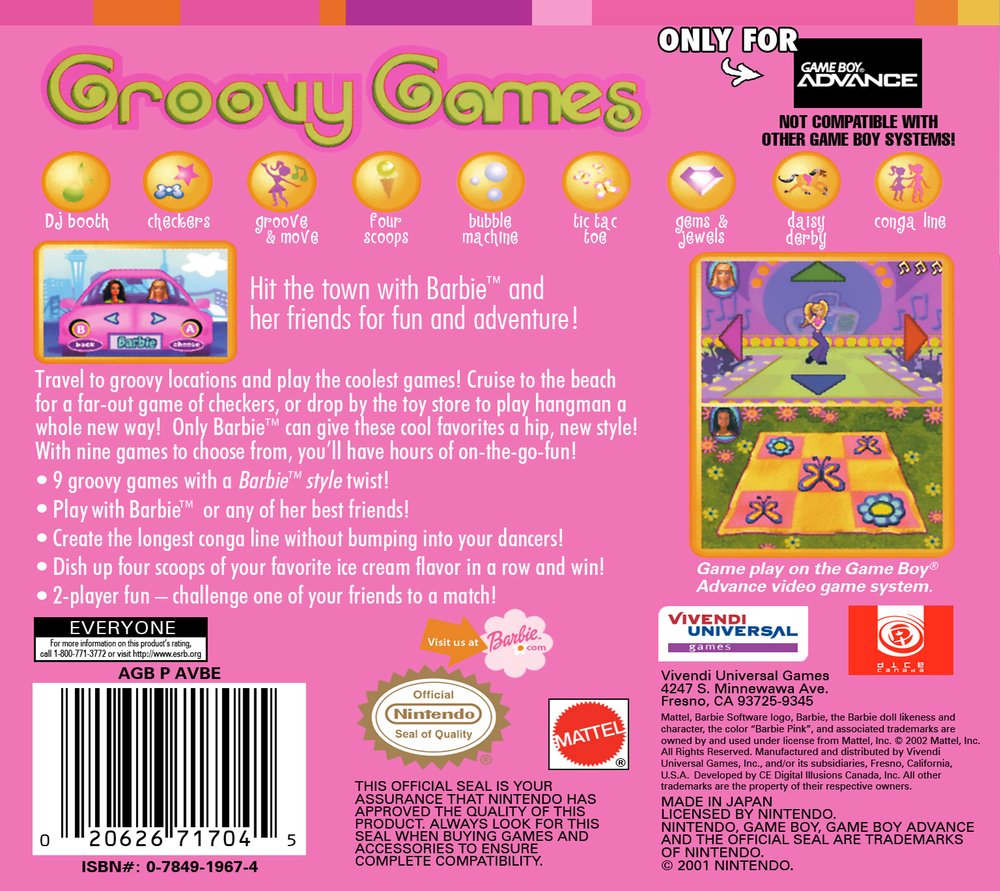 Groovy Games
ONLY FOR
GAME BOY®
ADVANCE
NOT COMPATIBLE WITH
OTHER GAME BOY SYSTEMS!
DJ booth
checkers
groove
& move
four
scoops
bubble
machine
tic tac
toe
gems &
jewels
daisy
derby
conga line
B
A
back
Barbie
choose
Hit the town with Barbie™ and
her friends for fun and adventure!
Travel to groovy locations and play the coolest games! Cruise to the beach
for a far-out game of checkers, or drop by the toy store to play hangman a
whole new way!  Only Barbie™ can give these cool favorites a hip, new style!
With nine games to choose from, you'll have hours of on-the-go-fun!
• 9 groovy games with a Barbie™ style twist!
• Play with Barbie™ or any of her best friends!
• Create the longest conga line without bumping into your dancers!
• Dish up four scoops of your favorite ice cream flavor in a row and win!
• 2-player fun – challenge one of your friends to a match!
Game play on the Game Boy®
Advance video game system.
EVERYONE
For more information on this product's rating,
call 1-800-771-3772 or visit http://www.esrb.org
AGB P AVBE
0 20626 71704 5
ISBN#: 0-7849-1967-4
Visit us at
Barbie
.com
Official
Nintendo
Seal of Quality
®
MATTEL
®
THIS OFFICIAL SEAL IS YOUR
ASSURANCE THAT NINTENDO HAS
APPROVED THE QUALITY OF THIS
PRODUCT. ALWAYS LOOK FOR THIS
SEAL WHEN BUYING GAMES AND
ACCESSORIES TO ENSURE
COMPLETE COMPATIBILITY.
VIVENDI
UNIVERSAL
games
dice
canada
Vivendi Universal Games
4247 S. Minnewawa Ave.
Fresno, CA 93725-9345
Mattel, Barbie Software logo, Barbie, the Barbie doll likeness and
character, the color "Barbie Pink", and associated trademarks are
owned by and used under license from Mattel, Inc. © 2002 Mattel, Inc.
All Rights Reserved. Manufactured and distributed by Vivendi
Universal Games, Inc., and/or its subsidiaries, Fresno, California,
U.S.A.  Developed by CE Digital Illusions Canada, Inc. All other
trademarks are the property of their respective owners.
MADE IN JAPAN
LICENSED BY NINTENDO.
NINTENDO, GAME BOY, GAME BOY ADVANCE
AND THE OFFICIAL SEAL ARE TRADEMARKS
OF NINTENDO.
© 2001 NINTENDO.